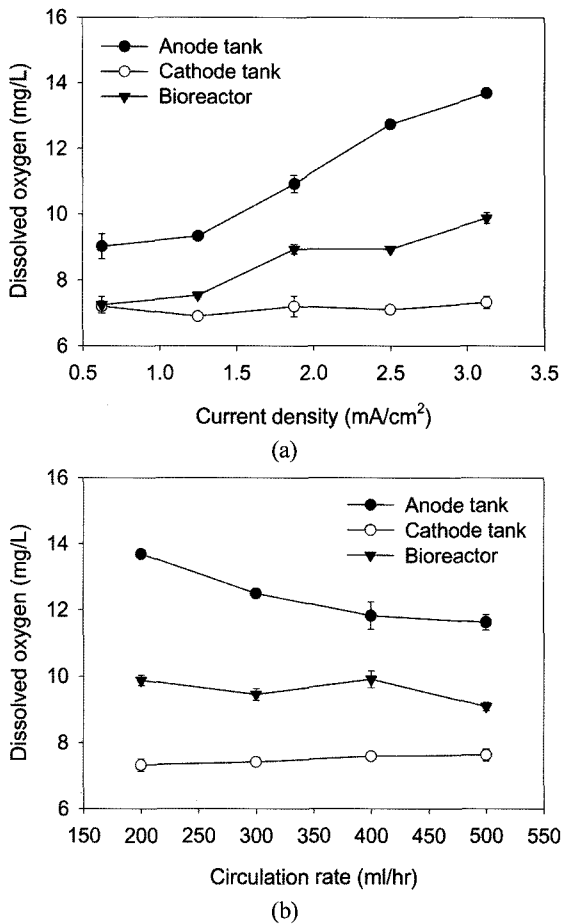 16
14
12
10
8
6
Dissolved oxygen (mg/L)
Anode tank
Cathode tank
Bioreactor
0.5 1.0 1.5 2.0 2.5 3.0 3.5
Current density (mA/cm²)
(a)
16
14
12
10
8
6
Dissolved oxygen (mg/L)
Anode tank
Cathode tank
Bioreactor
150 200 250 300 350 400 450 500 550
Circulation rate (ml/hr)
(b)